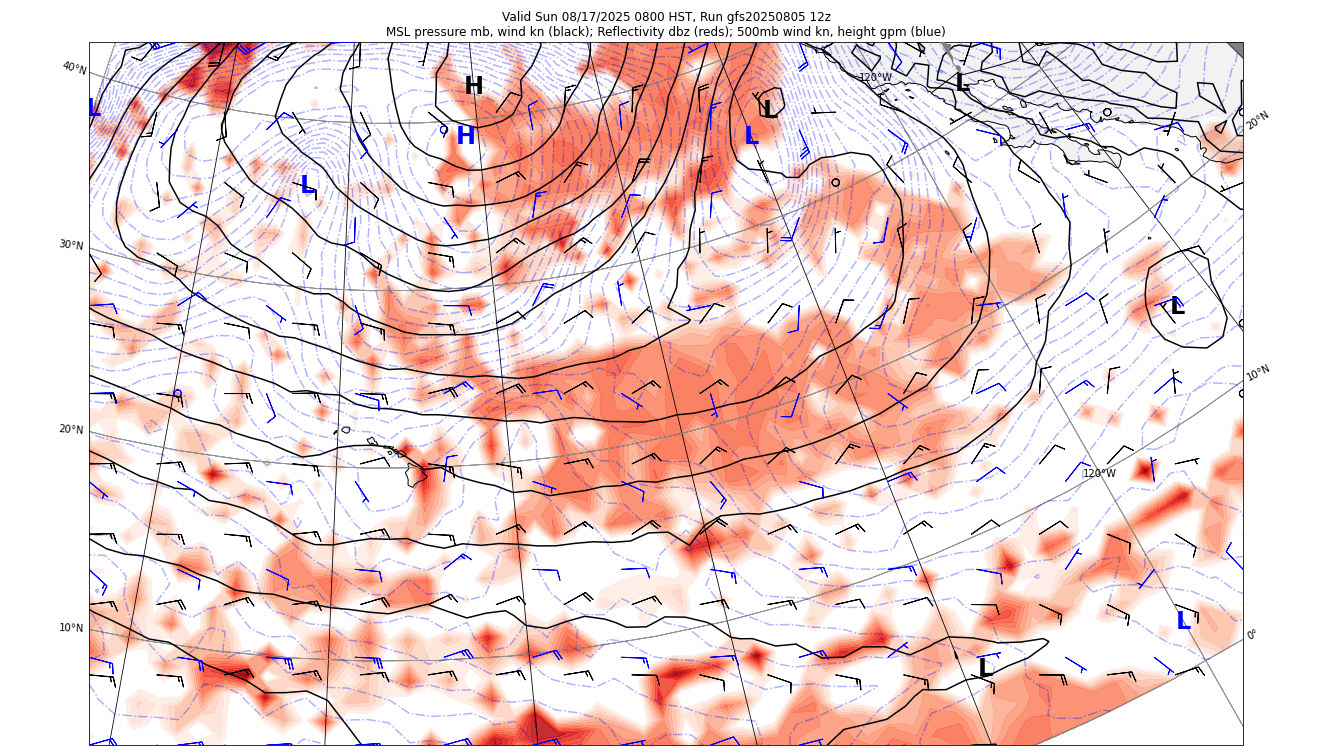 Valid Sun 08/17/2025 0800 HST, Run gfs20250805 12z
MSL pressure mb, wind kn (black); Reflectivity dbz (reds); 500mb wind kn, height gpm (blue)
40°N
H
120°W
L
L
L
20°N
H
L
L
30°N
L
10°N
20°N
120°W
10°N
L
0°
L